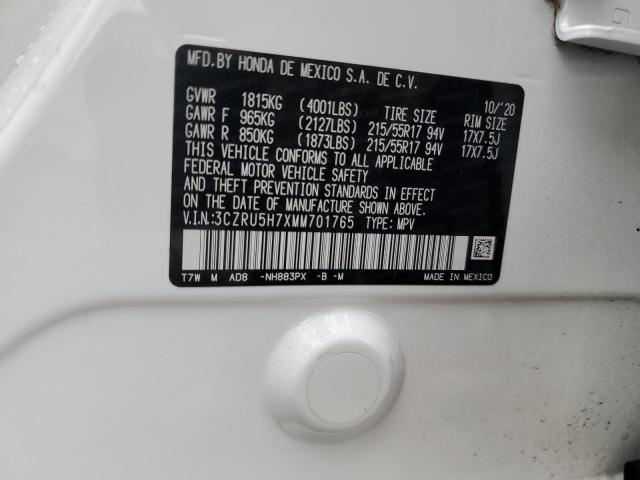 MFD.BY HONDA DE MEXICO S.A. DE C.V.
10/'20
GVWR 1815KG (4001LBS) TIRE SIZE RIM SIZE
GAWR F 965KG (2127LBS) 215/55R17 94V 17X7.5J
GAWR R 850KG (1873LBS) 215/55R17 94V 17X7.5J
THIS VEHICLE CONFORMS TO ALL APPLICABLE
FEDERAL MOTOR VEHICLE SAFETY
AND THEFT PREVENTION STANDARDS IN EFFECT
ON THE DATE OF MANUFACTURE SHOWN ABOVE.
V.I.N:3CZRU5H7XMM701765 TYPE: MPV
T7W M AD8 -NH883PX -B -M MADE IN MEXICO